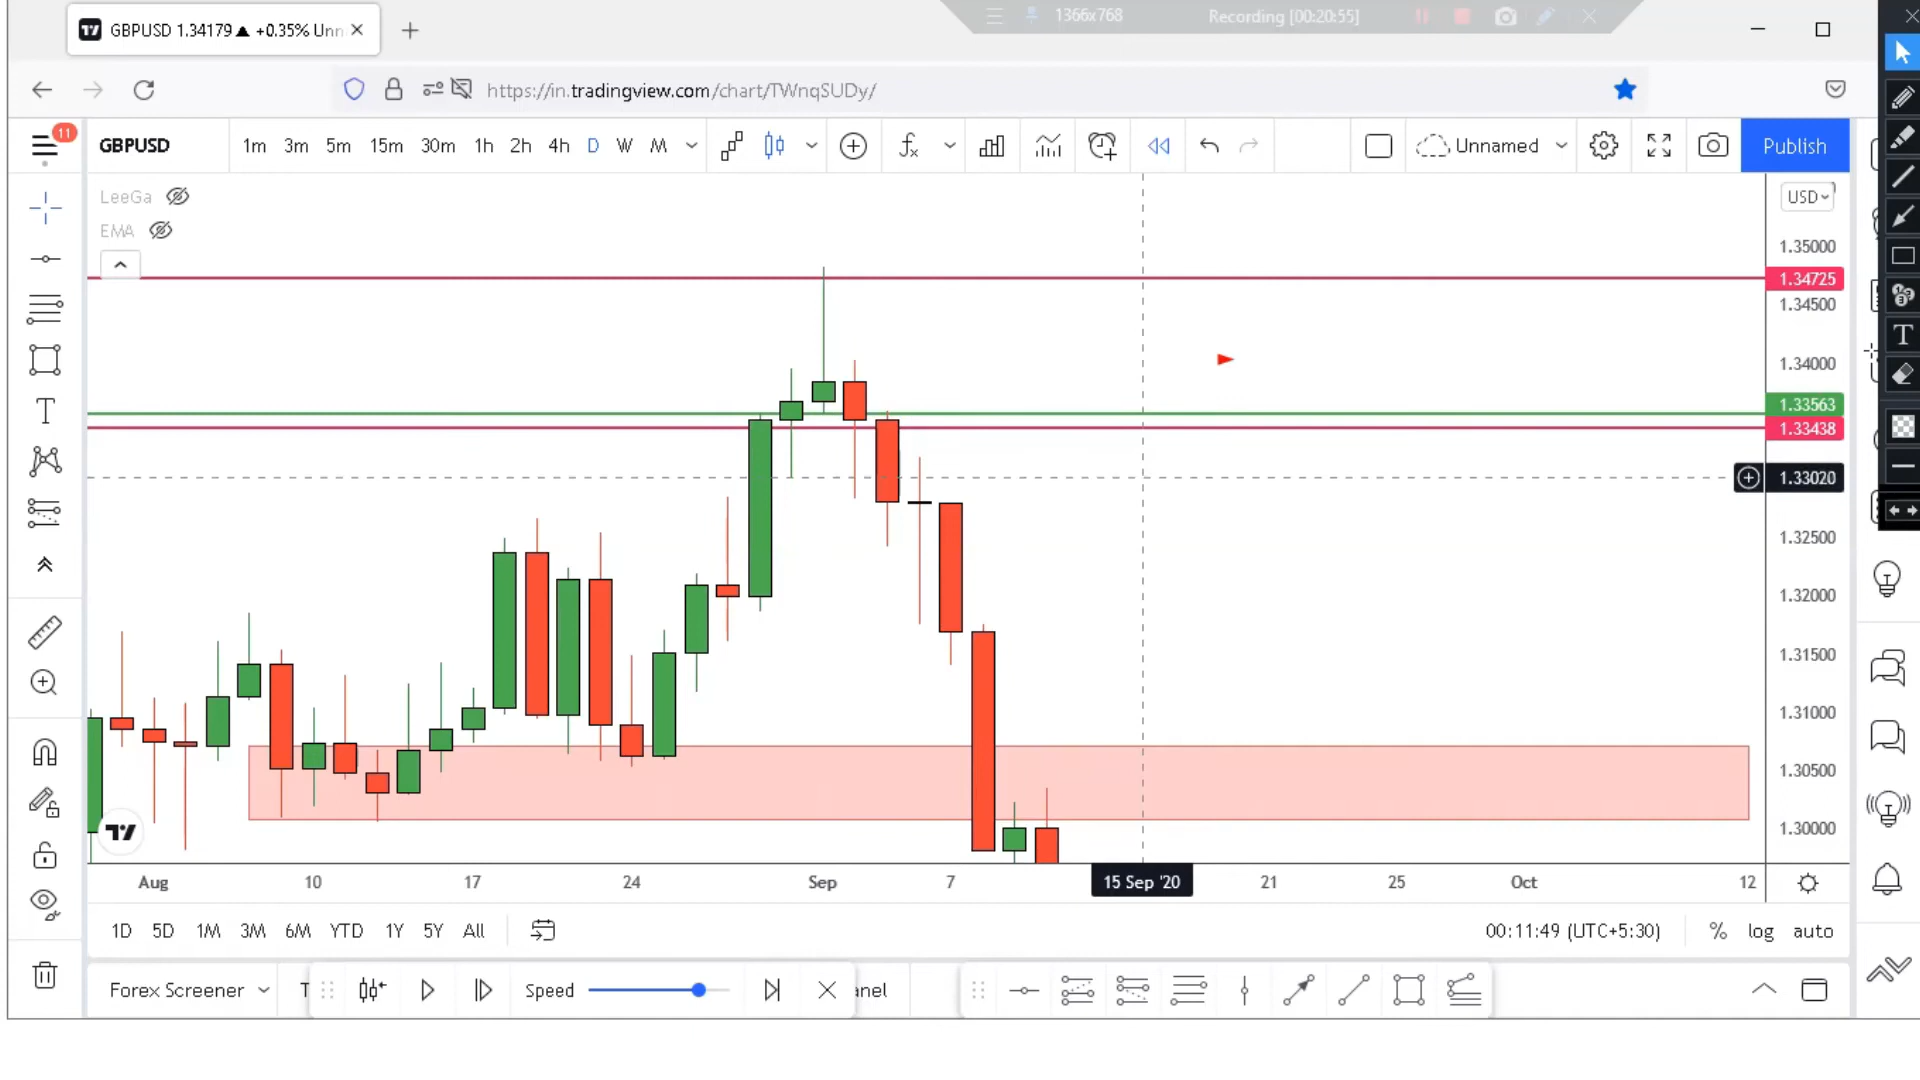 GBPUSD 1.34179 ▲ +0.35% Unn
1366x768
Recording [00:20:55]
https://in.tradingview.com/chart/TWnqSUDy/
11
GBPUSD
1m 3m 5m 15m 30m 1h 2h 4h D W M
Unnamed
Publish
LeeGa
EMA
USD
1.35000
1.34725
1.34500
1.34000
1.33563
1.33438
1.33020
1.32500
1.32000
1.31500
1.31000
1.30500
1.30000
Aug 10 17 24 Sep 7 15 Sep '20 21 25 Oct 12
1D 5D 1M 3M 6M YTD 1Y 5Y All
00:11:49 (UTC+5:30)
% log auto
Forex Screener
T
Speed
anel